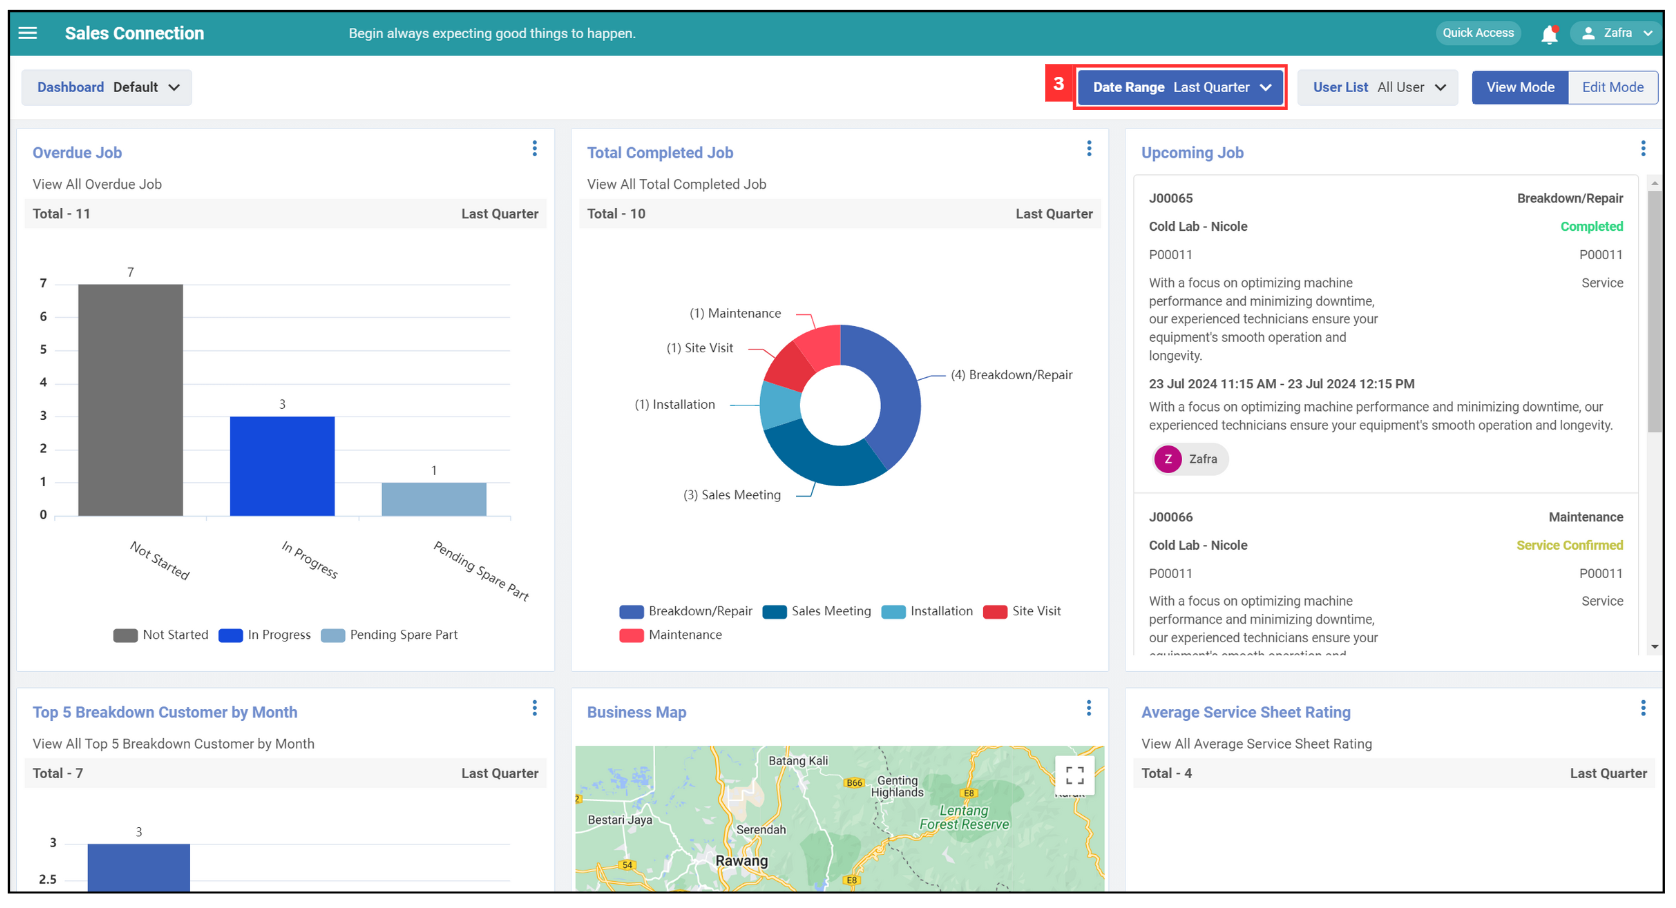 Sales Connection
Begin always expecting good things to happen.
Quick Access
Zafra
Dashboard Default
3
Date Range Last Quarter
User List All User
View Mode
Edit Mode
Overdue Job
View All Overdue Job
Total - 11 Last Quarter
7
7
6
5
4
3
3
2
1
1
0
Not Started
In Progress
Pending Spare Part
Not Started In Progress Pending Spare Part
Total Completed Job
View All Total Completed Job
Total - 10 Last Quarter
(1) Maintenance
(1) Site Visit
(4) Breakdown/Repair
(1) Installation
(3) Sales Meeting
Breakdown/Repair Sales Meeting Installation Site Visit
Maintenance
Upcoming Job
J00065 Breakdown/Repair
Cold Lab - Nicole Completed
P00011 P00011
With a focus on optimizing machine Service
performance and minimizing downtime,
our experienced technicians ensure your
equipment's smooth operation and
longevity.
23 Jul 2024 11:15 AM - 23 Jul 2024 12:15 PM
With a focus on optimizing machine performance and minimizing downtime, our
experienced technicians ensure your equipment's smooth operation and longevity.
Z Zafra
J00066 Maintenance
Cold Lab - Nicole Service Confirmed
P00011 P00011
With a focus on optimizing machine Service
performance and minimizing downtime,
our experienced technicians ensure your
equipment's smooth operation and
Top 5 Breakdown Customer by Month
View All Top 5 Breakdown Customer by Month
Total - 7 Last Quarter
3
3
2.5
Business Map
Batang Kali
B66
Genting
Highlands
E8
Bestari Jaya
Lentang
Forest Reserve
Serendah
Rawang
54
E8
Average Service Sheet Rating
View All Average Service Sheet Rating
Total - 4 Last Quarter